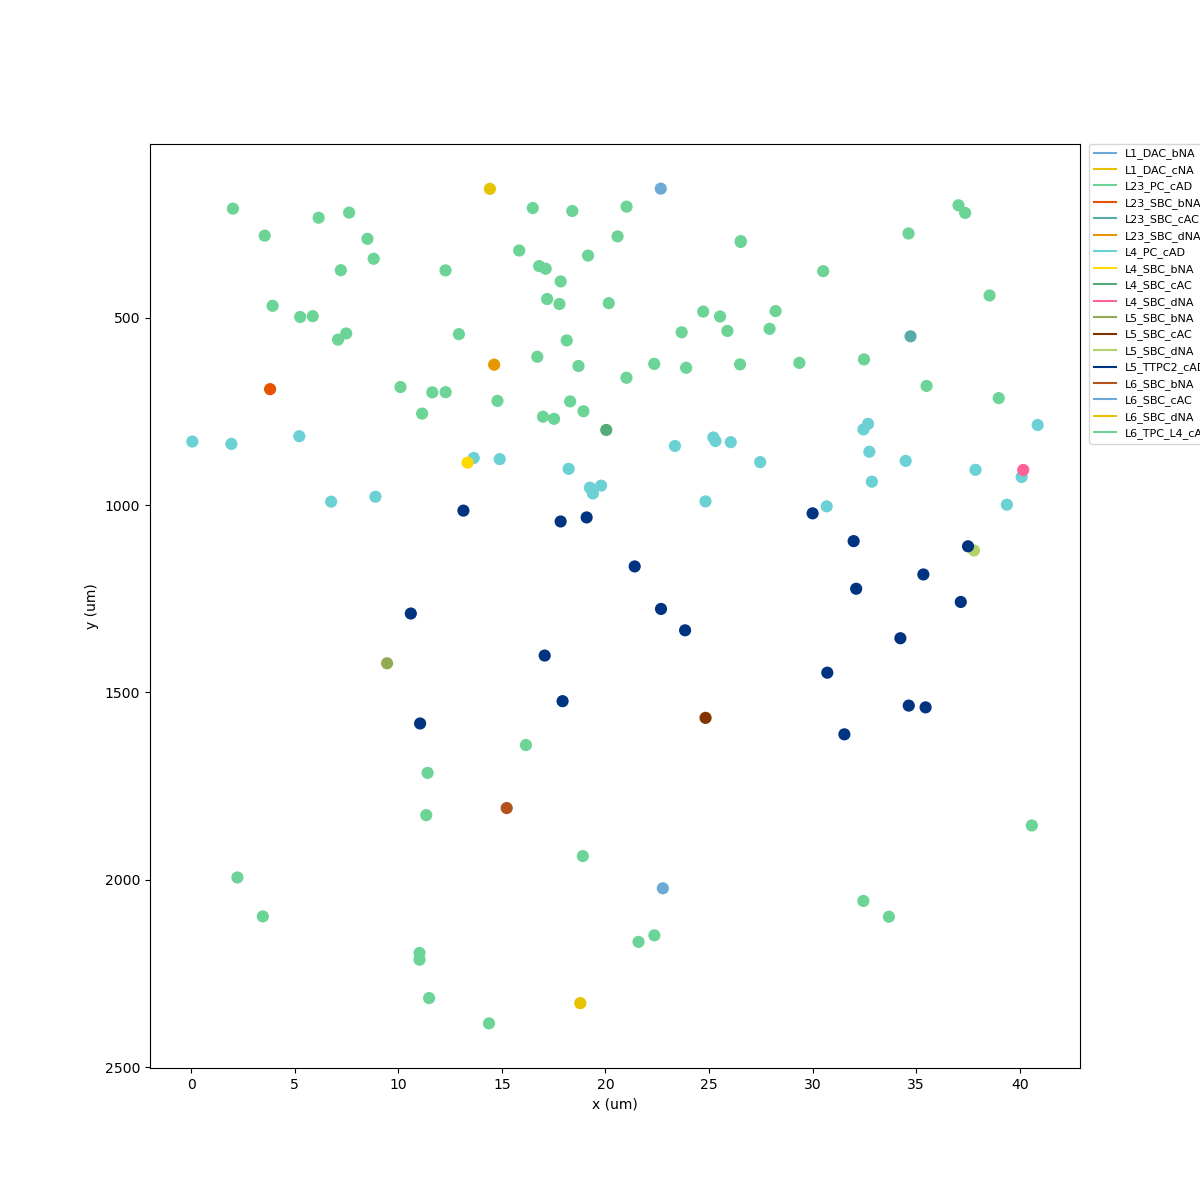 L1_DAC_bNA
L1_DAC_cNA
L23_PC_cAD
L23_SBC_bNA
L23_SBC_cAC
L23_SBC_dNA
L4_PC_cAD
L4_SBC_bNA
L4_SBC_cAC
L4_SBC_dNA
L5_SBC_bNA
L5_SBC_cAC
L5_SBC_dNA
L5_TTPC2_cAD
L6_SBC_bNA
L6_SBC_cAC
L6_SBC_dNA
L6_TPC_L4_cA
500
1000
1500
2000
2500
y (um)
0 5 10 15 20 25 30 35 40
x (um)